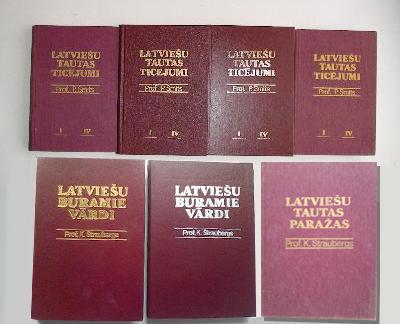 LATVIEŠU
TAUTAS
TICĒJUMI
Prof. P. Šmits
I IV
LATVIEŠU
TAUTAS
TICĒJUMI
Prof. P. Šmits
I IV
LATVIEŠU
TAUTAS
TICĒJUMI
Prof. P. Šmits
I IV
LATVIEŠU
TAUTAS
TICĒJUMI
Prof. P. Šmits
I IV
LATVIEŠU
BURAMIE
VĀRDI
Prof. K. Straubergs
LATVIEŠU
BURAMIE
VĀRDI
Prof. K. Straubergs
LATVIEŠU
TAUTAS
PARAŽAS
Prof. K. Straubergs